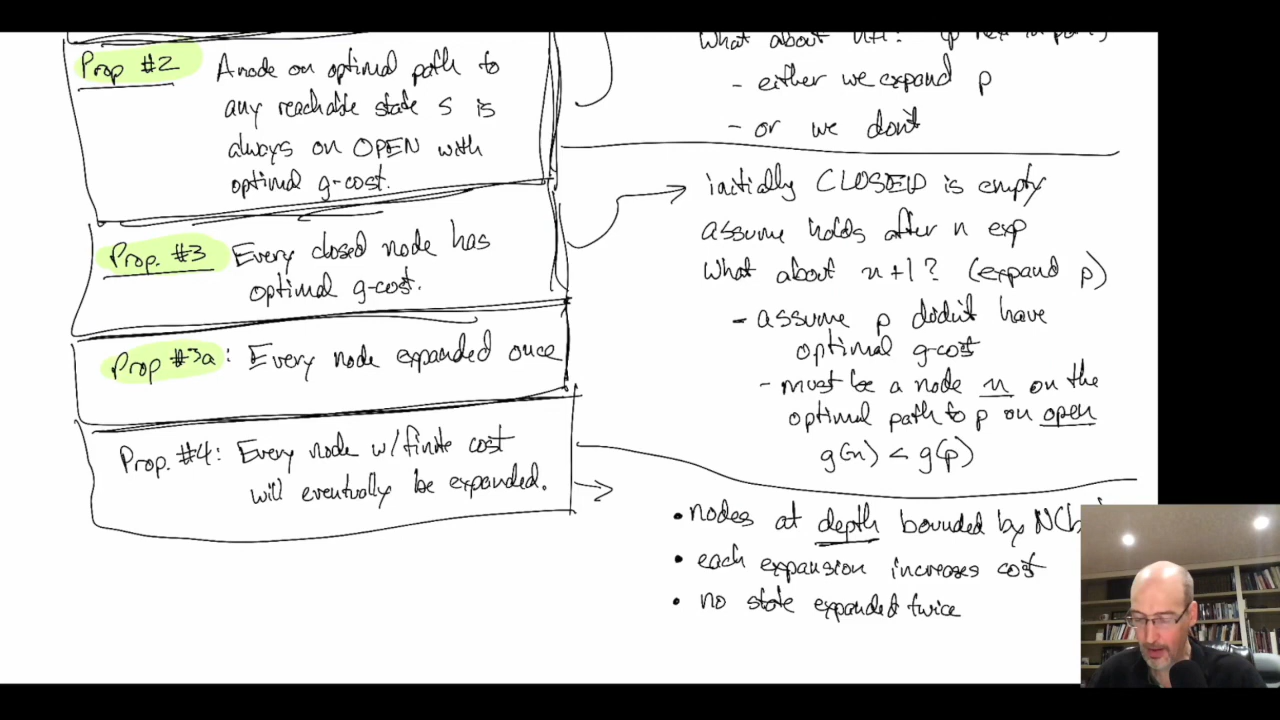 Prop #2 A node on optimal path to
any reachable state S is
always on OPEN with
optimal g-cost.
Prop. #3 Every closed node has
optimal g-cost.
Prop #3a: Every node expanded once
Prop. #4: Every node w/ finite cost
will eventually be expanded.
What about n+1?
- either we expand p
- or we don't
initially CLOSED is empty
assume holds after n exp
What about n+1? (expand p)
- assume p didn't have
optimal g-cost
- must be a node n on the
optimal path to p on open
g(n) < g(p)
• nodes at depth bounded by N(b
• each expansion increases cost
• no state expanded twice